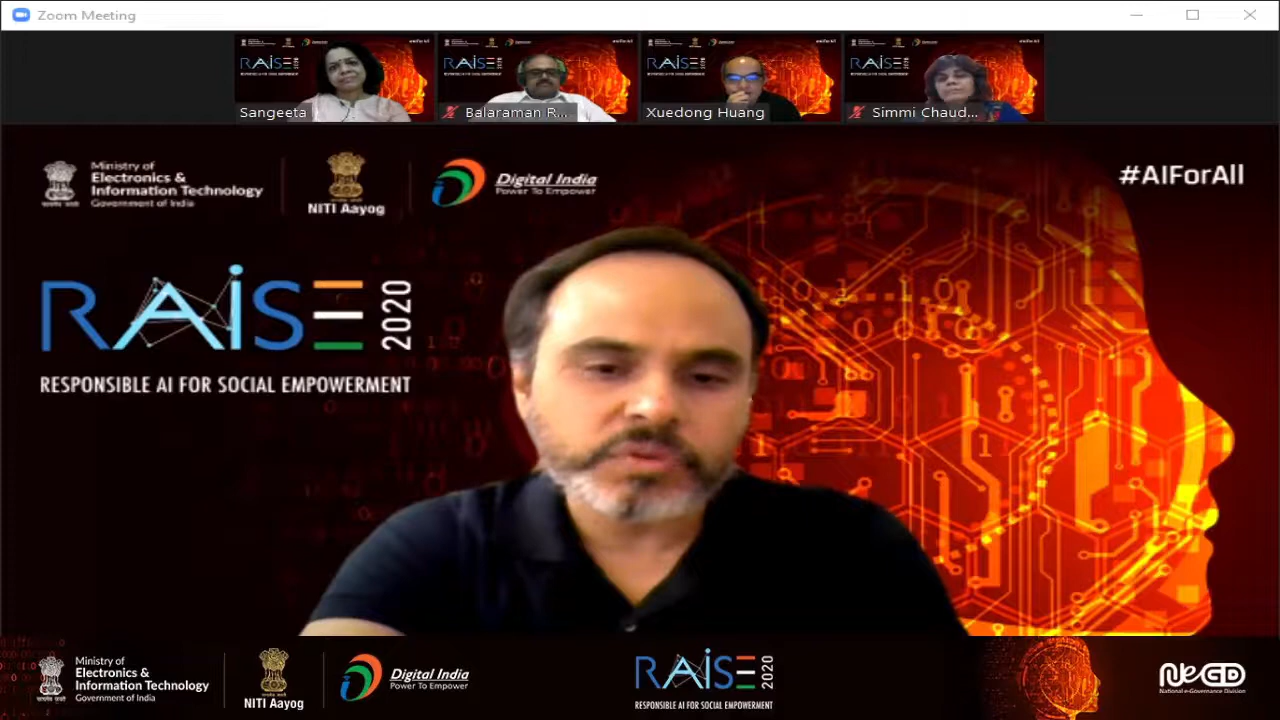 Zoom Meeting
Sangeeta
Balaraman R...
Xuedong Huang
Simmi Chaud...
Ministry of
Electronics &
Information Technology
Government of India
NITI Aayog
Digital India
Power To Empower
#AIForAll
RAISE 2020
RESPONSIBLE AI FOR SOCIAL EMPOWERMENT
Ministry of
Electronics &
Information Technology
Government of India
NITI Aayog
Digital India
Power To Empower
RAISE 2020
RESPONSIBLE AI FOR SOCIAL EMPOWERMENT
NeGD
National e-Governance Division